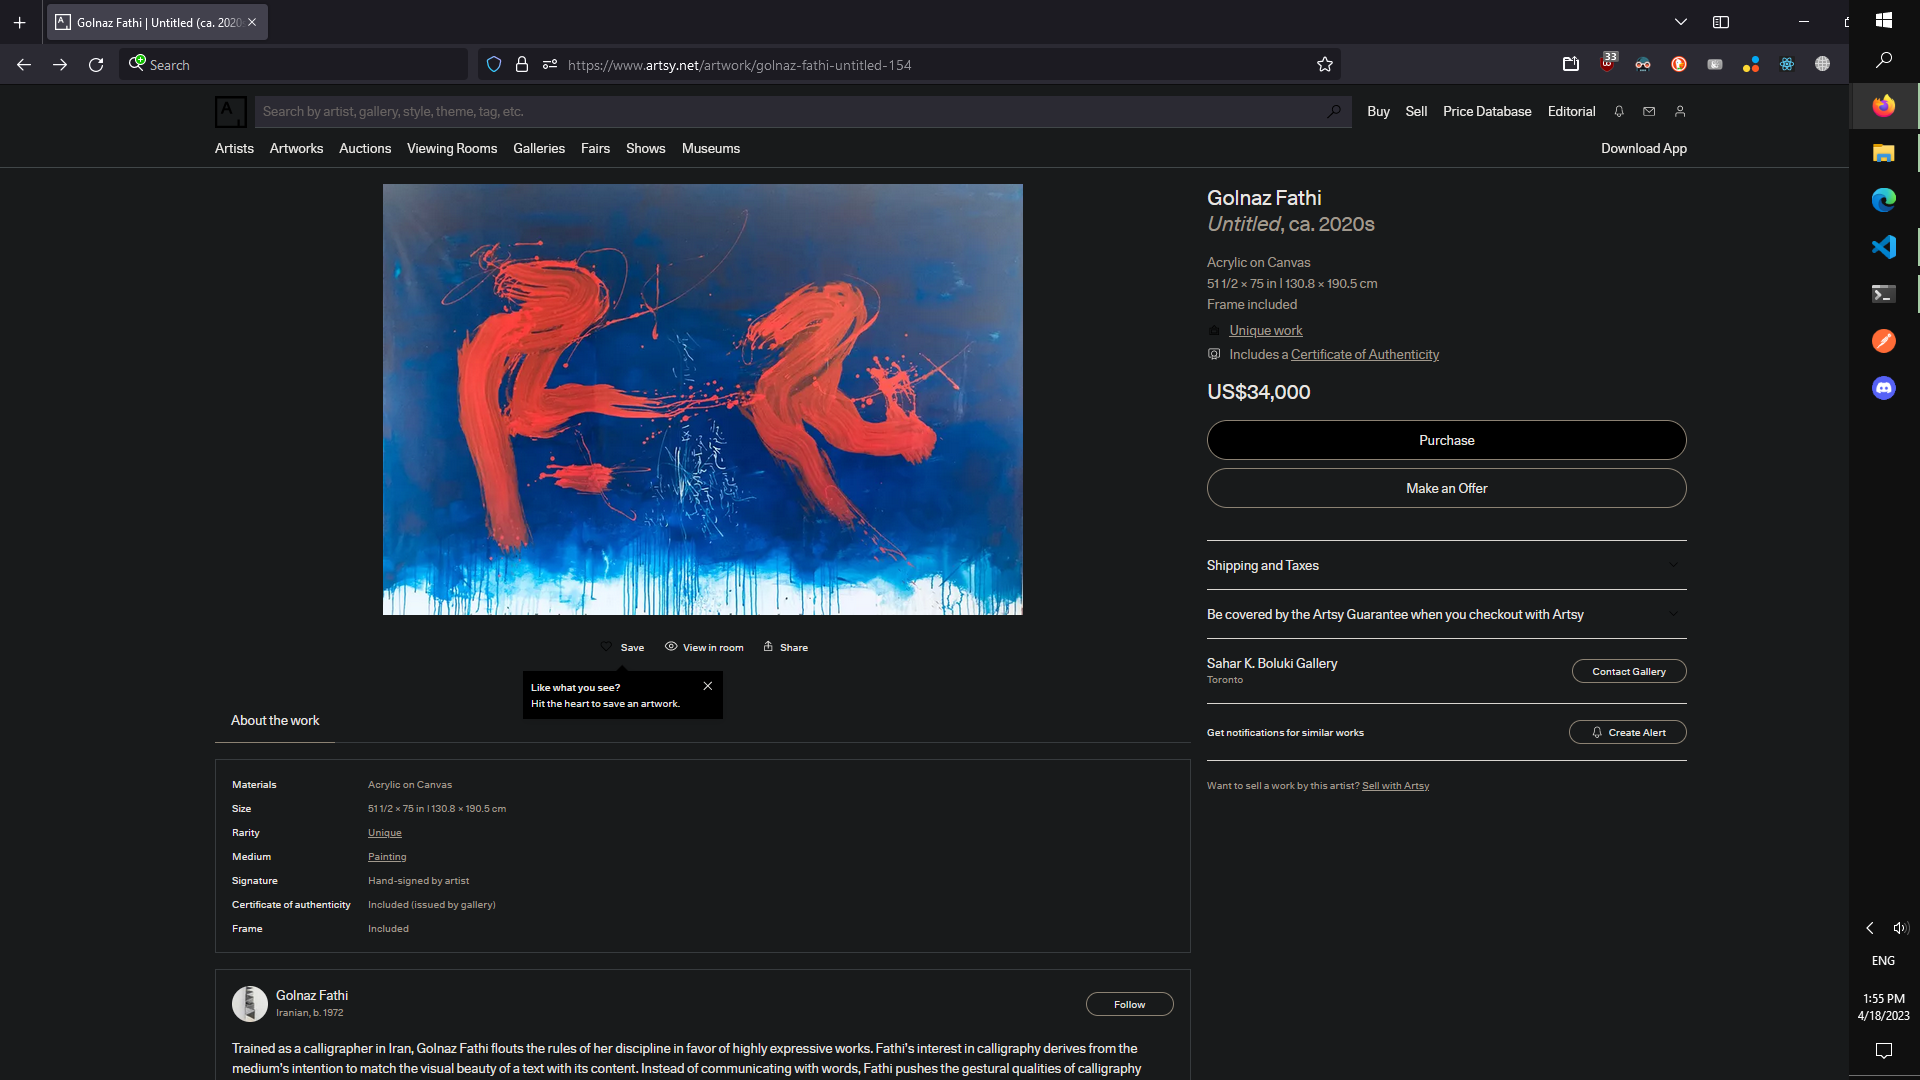 Golnaz Fathi | Untitled (ca. 2020
Search
https://www.artsy.net/artwork/golnaz-fathi-untitled-154
33
Search by artist, gallery, style, theme, tag, etc.
Buy Sell Price Database Editorial
Artists Artworks Auctions Viewing Rooms Galleries Fairs Shows Museums
Download App
Golnaz Fathi
Untitled, ca. 2020s
Acrylic on Canvas
51 1/2 × 75 in | 130.8 × 190.5 cm
Frame included
Unique work
Includes a Certificate of Authenticity
US$34,000
Purchase
Make an Offer
Shipping and Taxes
Be covered by the Artsy Guarantee when you checkout with Artsy
Sahar K. Boluki Gallery
Toronto
Contact Gallery
Get notifications for similar works
Create Alert
Want to sell a work by this artist? Sell with Artsy
Save View in room Share
Like what you see?
Hit the heart to save an artwork.
About the work
Materials Acrylic on Canvas
Size 51 1/2 × 75 in | 130.8 × 190.5 cm
Rarity Unique
Medium Painting
Signature Hand-signed by artist
Certificate of authenticity Included (issued by gallery)
Frame Included
Golnaz Fathi
Iranian, b. 1972
Follow
Trained as a calligrapher in Iran, Golnaz Fathi flouts the rules of her discipline in favor of highly expressive works. Fathi's interest in calligraphy derives from the
medium's intention to match the visual beauty of a text with its content. Instead of communicating with words, Fathi pushes the gestural qualities of calligraphy
ENG
1:55 PM
4/18/2023